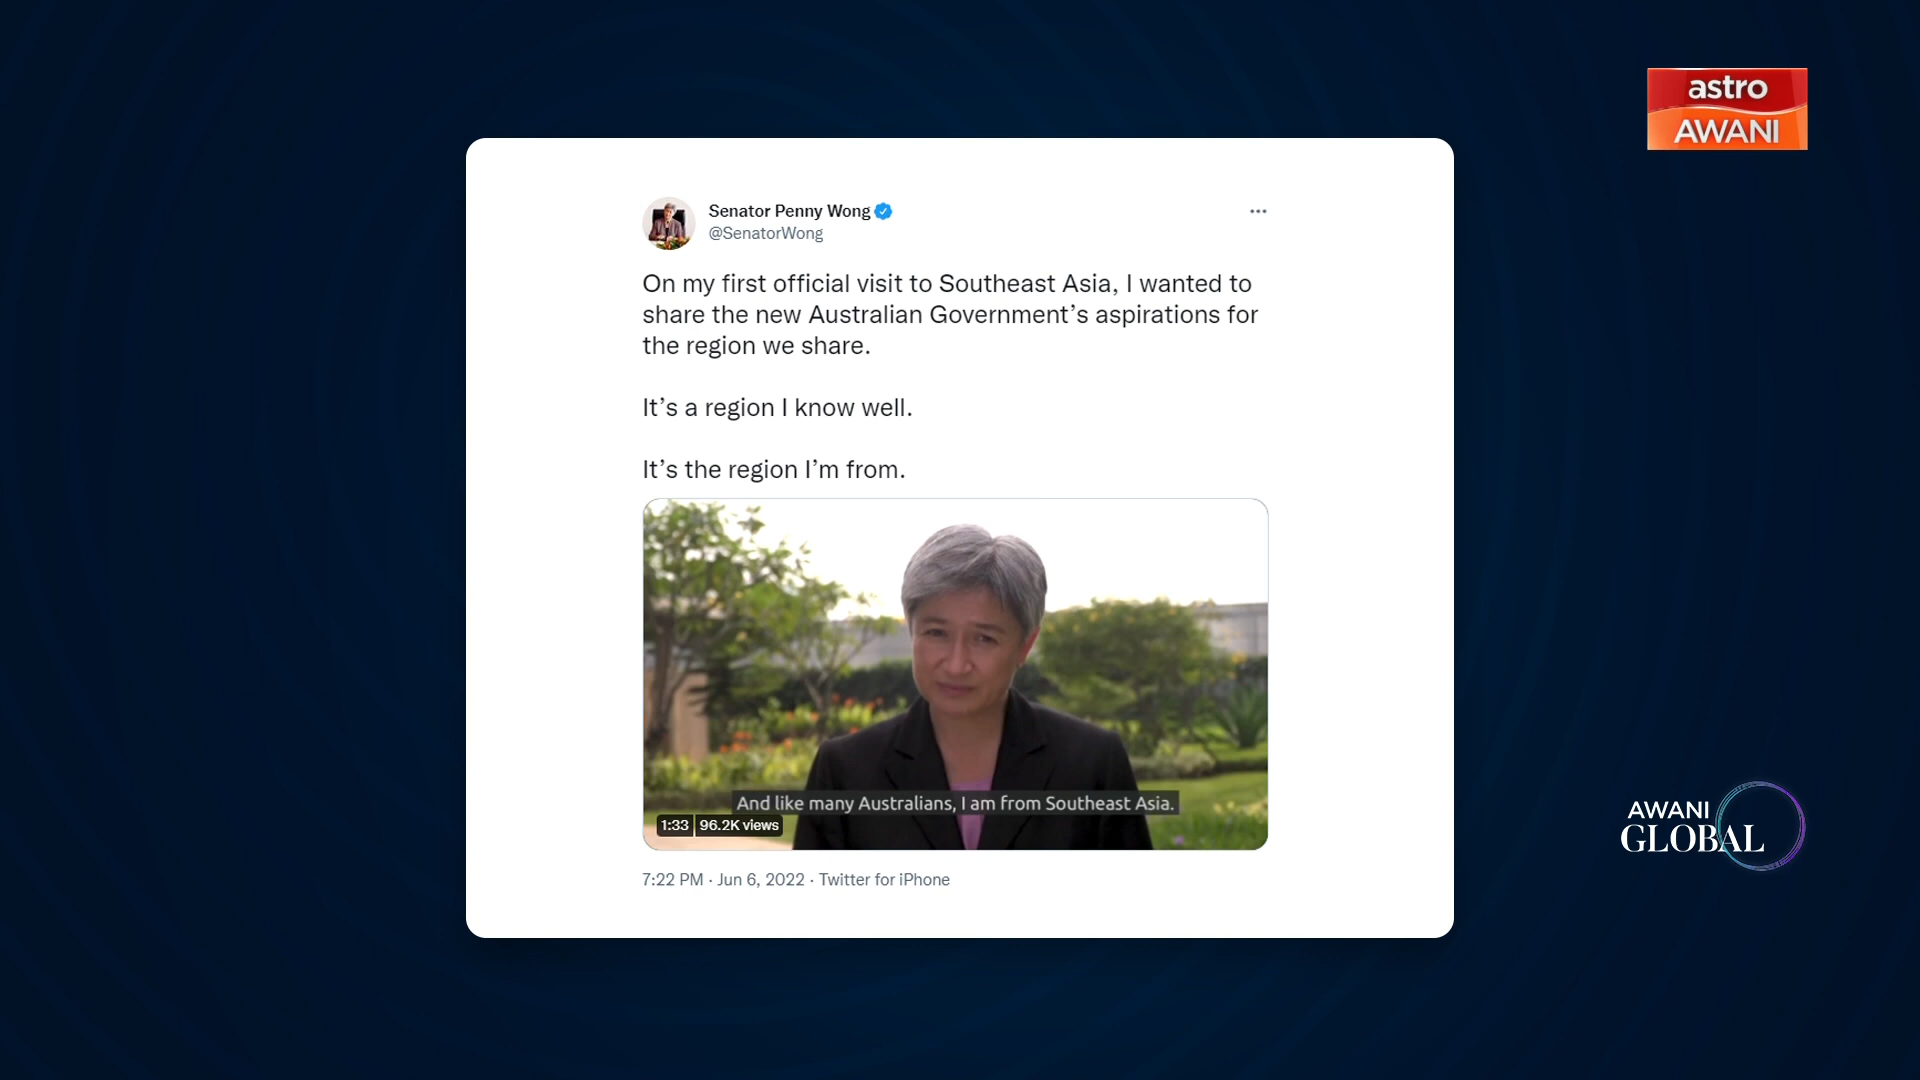 astro
AWANI
Senator Penny Wong
@SenatorWong
On my first official visit to Southeast Asia, I wanted to
share the new Australian Government’s aspirations for
the region we share.
It’s a region I know well.
It’s the region I’m from.
And like many Australians, I am from Southeast Asia.
1:33 96.2K views
7:22 PM · Jun 6, 2022 · Twitter for iPhone
AWANI
GLOBAL